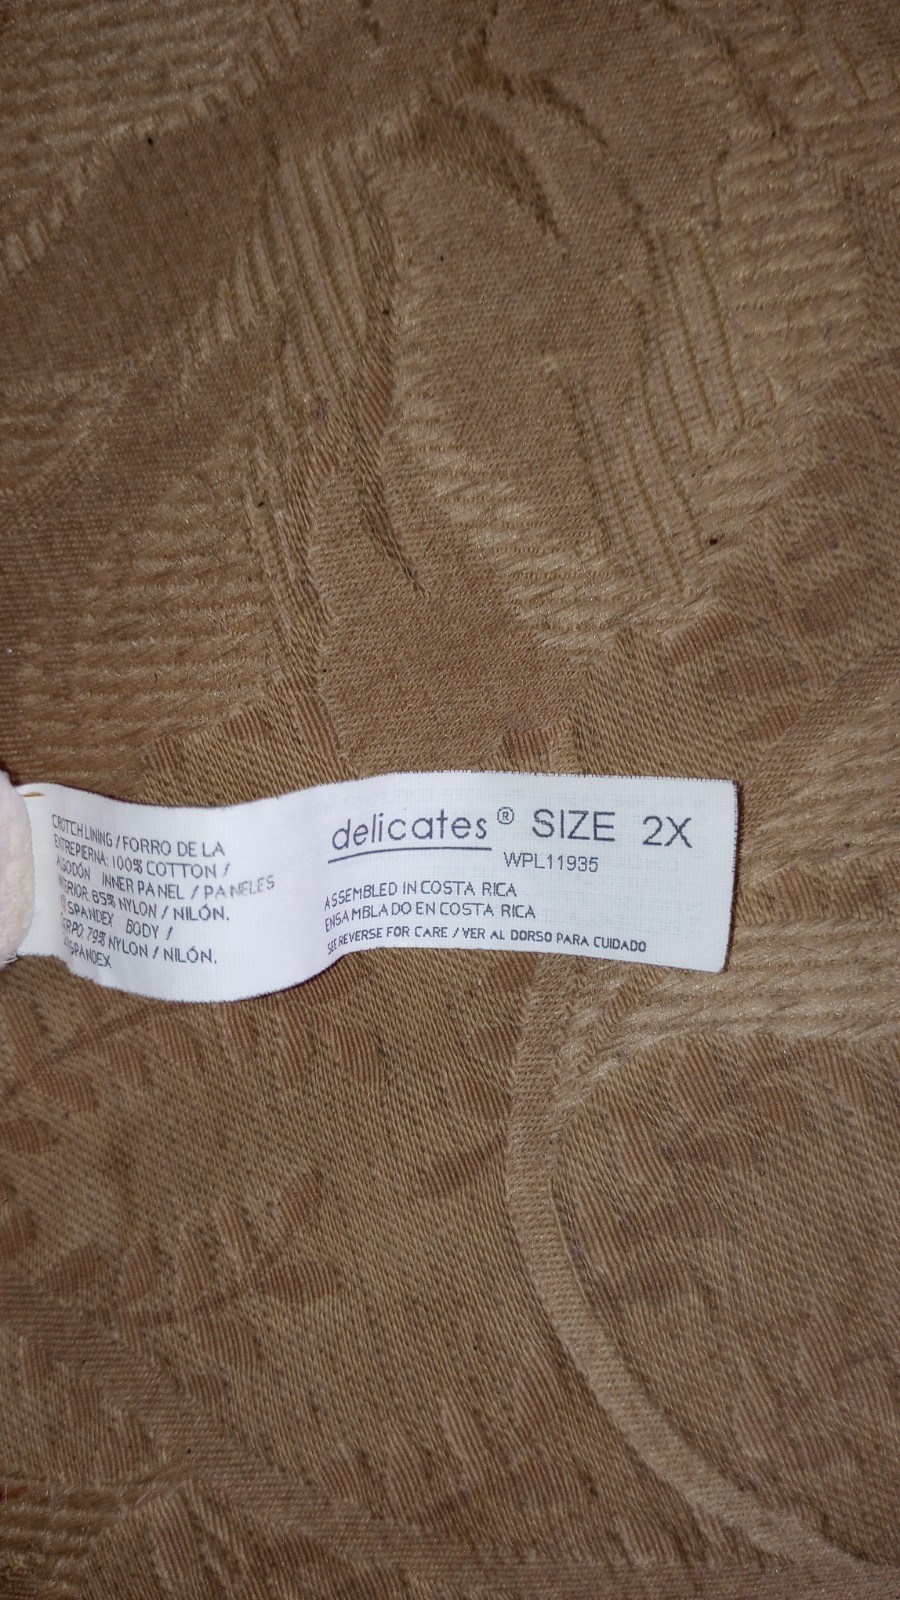 CROTCH LINING / FORRO DE LA
ENTREPIERNA: 100% COTTON /
ALGODÓN INNER PANEL / PANELES
85% NYLON / NILÓN,
SPANDEX BODY /
79% NYLON / NILÓN,
SPANDEX
delicates® SIZE 2X
WPL11935
ASSEMBLED IN COSTA RICA
ENSAMBLADO EN COSTA RICA
SEE REVERSE FOR CARE / VER AL DORSO PARA CUIDADO